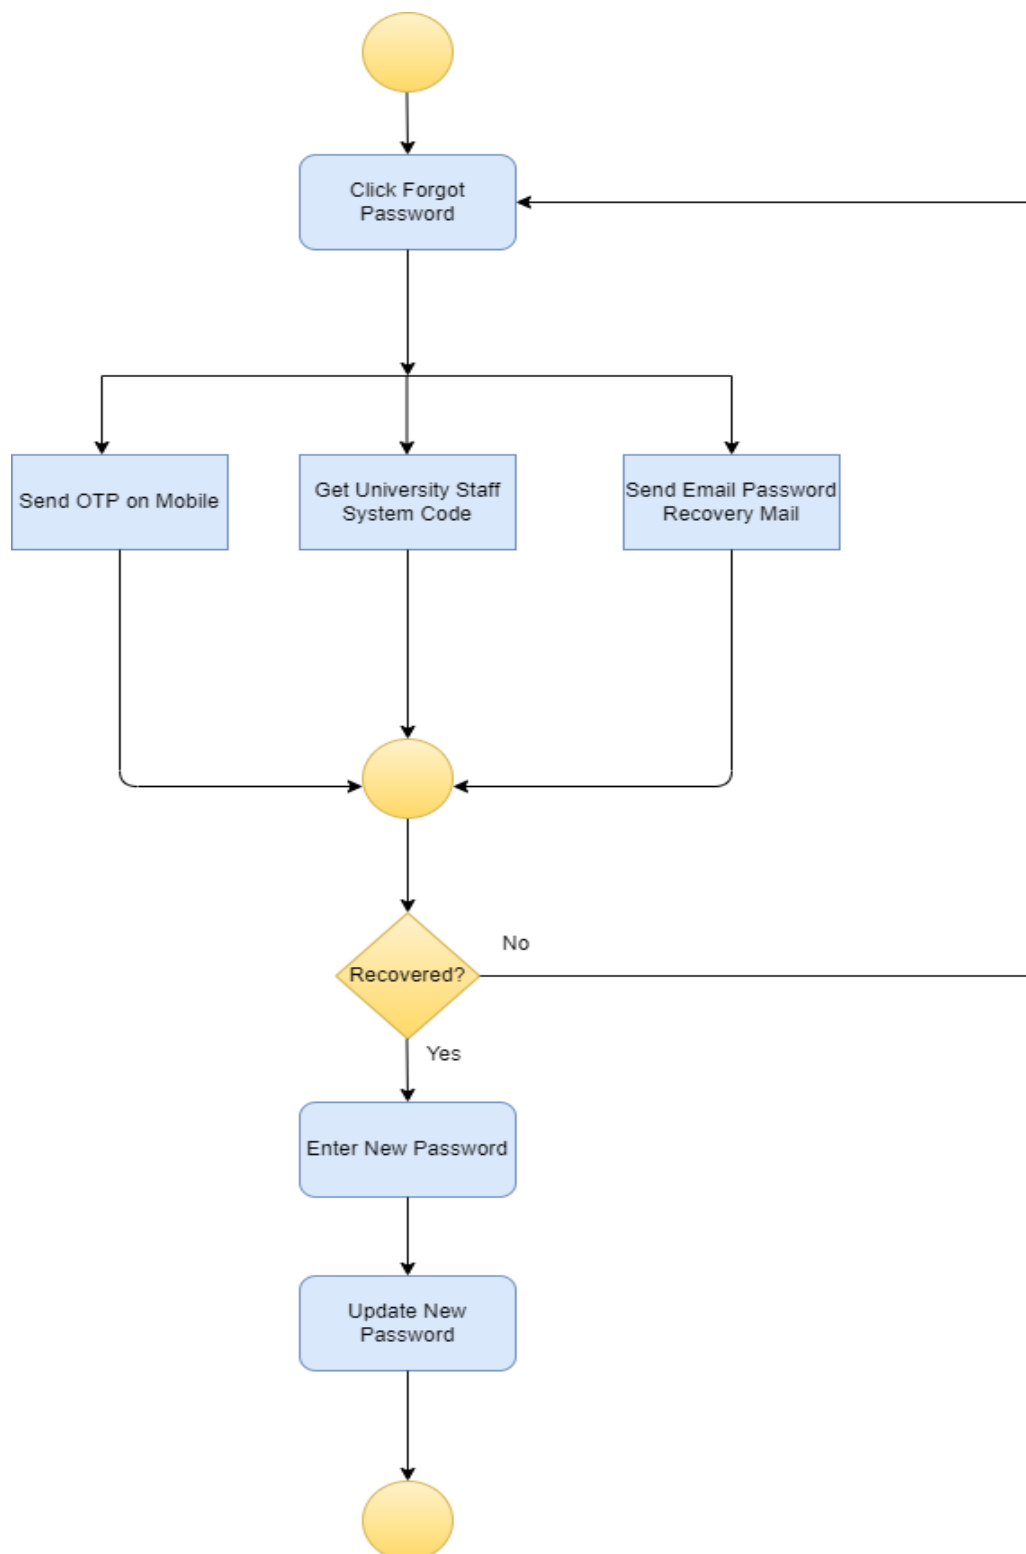 Click Forgot
Password
Send OTP on Mobile
Get University Staff
System Code
Send Email Password
Recovery Mail
No
Recovered?
Yes
Enter New Password
Update New
Password